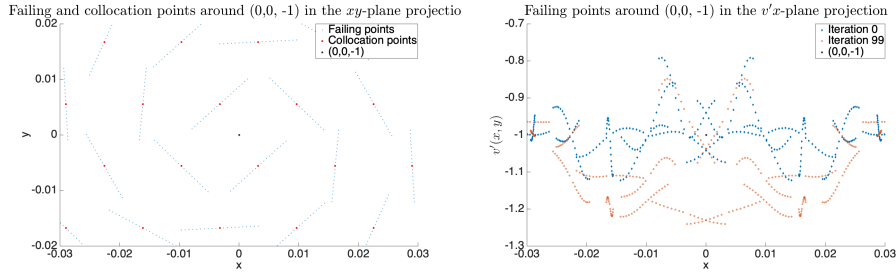 Failing and collocation points around (0,0, -1) in the xy-plane projectio
0.02
0.01
0
-0.01
-0.02
y
-0.03
-0.02
-0.01
0
0.01
0.02
0.03
x
Failing points
Collocation points
(0,0,-1)
Failing points around (0,0, -1) in the v′x-plane projection
-0.7
-0.8
-0.9
-1
-1.1
-1.2
-1.3
v′(x, y)
-0.03
-0.02
-0.01
0
0.01
0.02
0.03
x
Iteration 0
Iteration 99
(0,0,-1)